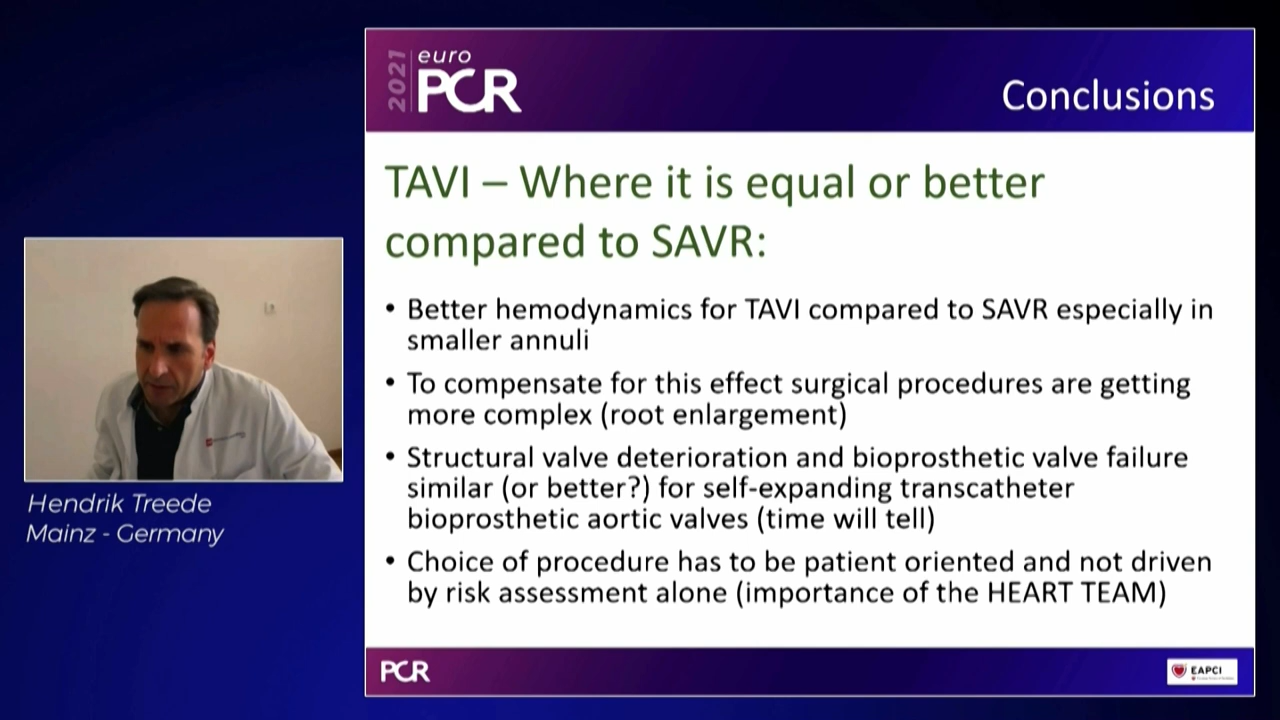 2021
euro
PCR
Conclusions
TAVI – Where it is equal or better
compared to SAVR:
• Better hemodynamics for TAVI compared to SAVR especially in
smaller annuli
• To compensate for this effect surgical procedures are getting
more complex (root enlargement)
• Structural valve deterioration and bioprosthetic valve failure
similar (or better?) for self-expanding transcatheter
bioprosthetic aortic valves (time will tell)
• Choice of procedure has to be patient oriented and not driven
by risk assessment alone (importance of the HEART TEAM)
Hendrik Treede
Mainz - Germany
PCR
EAPCI